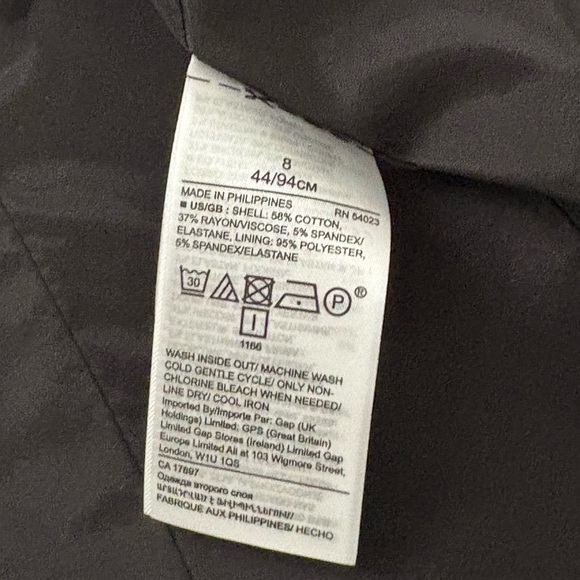 8
44/94CM
MADE IN PHILIPPINES RN 54023
■ US/GB : SHELL: 58% COTTON,
37% RAYON/VISCOSE, 5% SPANDEX/
ELASTANE, LINING: 95% POLYESTER,
5% SPANDEX/ELASTANE
30 P ®
1166
WASH INSIDE OUT/ MACHINE WASH
COLD GENTLE CYCLE/ ONLY NON-
CHLORINE BLEACH WHEN NEEDED/
LINE DRY/ COOL IRON
Imported By/Importe Par: Gap (UK
Holdings) Limited, GPS (Great Britain)
Limited Gap Stores (Ireland) Limited Gap
Europe Limited All at 103 Wigmore Street,
London, W1U 1QS
CA 17897
Одежда второго слоя
FABRIQUE AUX PHILIPPINES/ HECHO